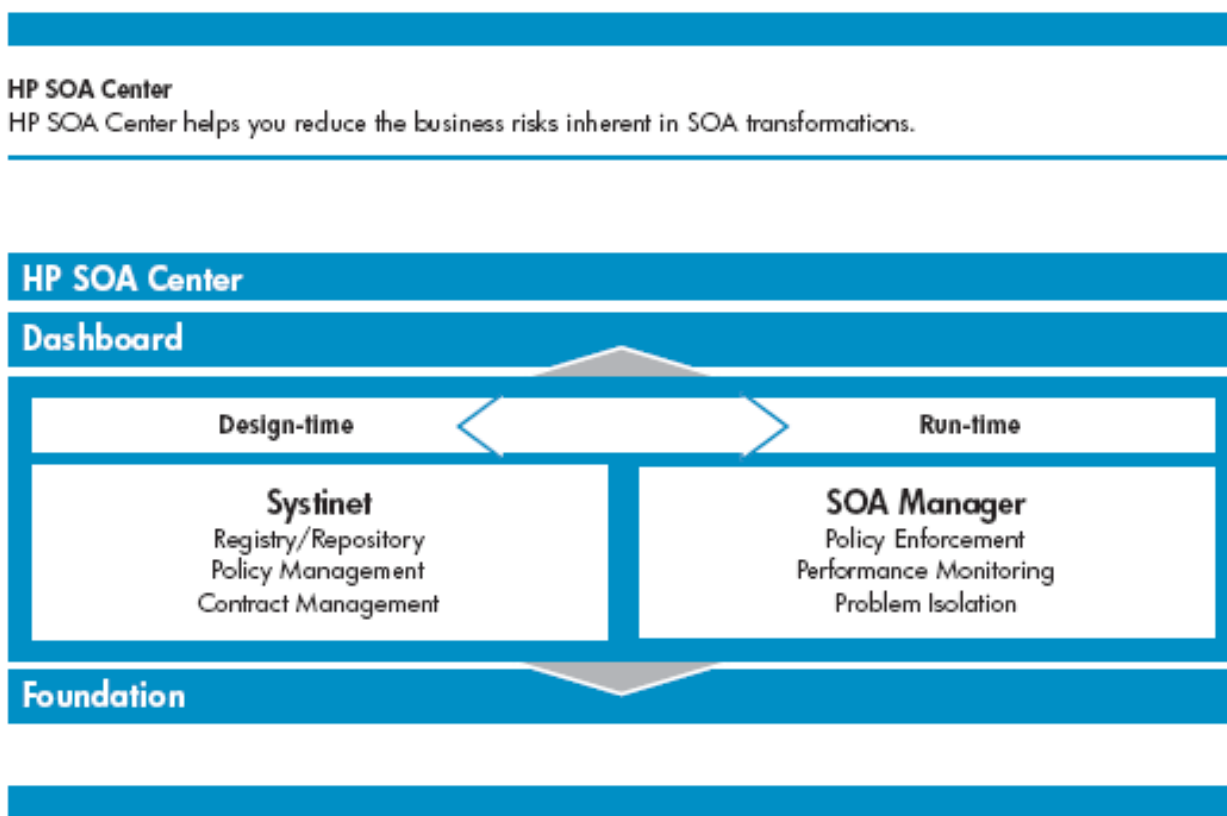 HP SOA Center
HP SOA Center helps you reduce the business risks inherent in SOA transformations.
HP SOA Center
Dashboard
Design-time
Run-time
Systinet
Registry/Repository
Policy Management
Contract Management
SOA Manager
Policy Enforcement
Performance Monitoring
Problem Isolation
Foundation